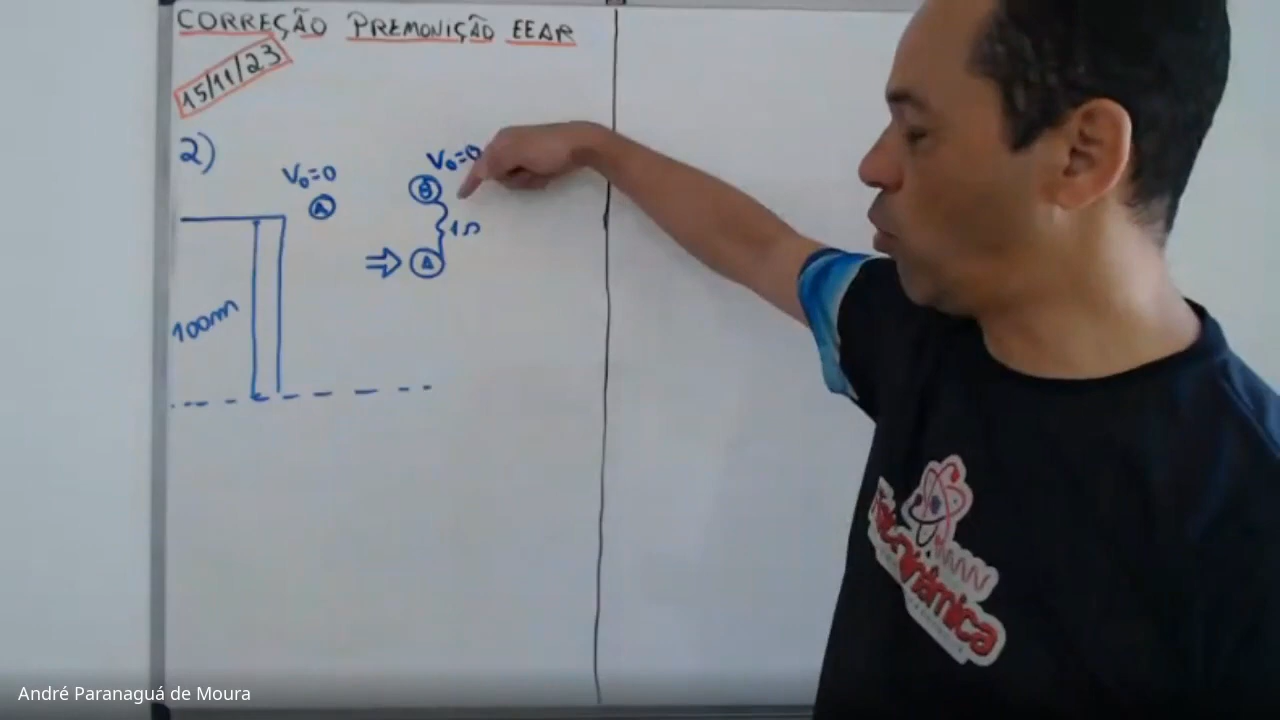 CORREÇÃO PREMONIÇÃO EEAR
15/11/23
2)
V₀=0
A
V₀=0
B
1s
⇒ A
100m
André Paranaguá de Moura